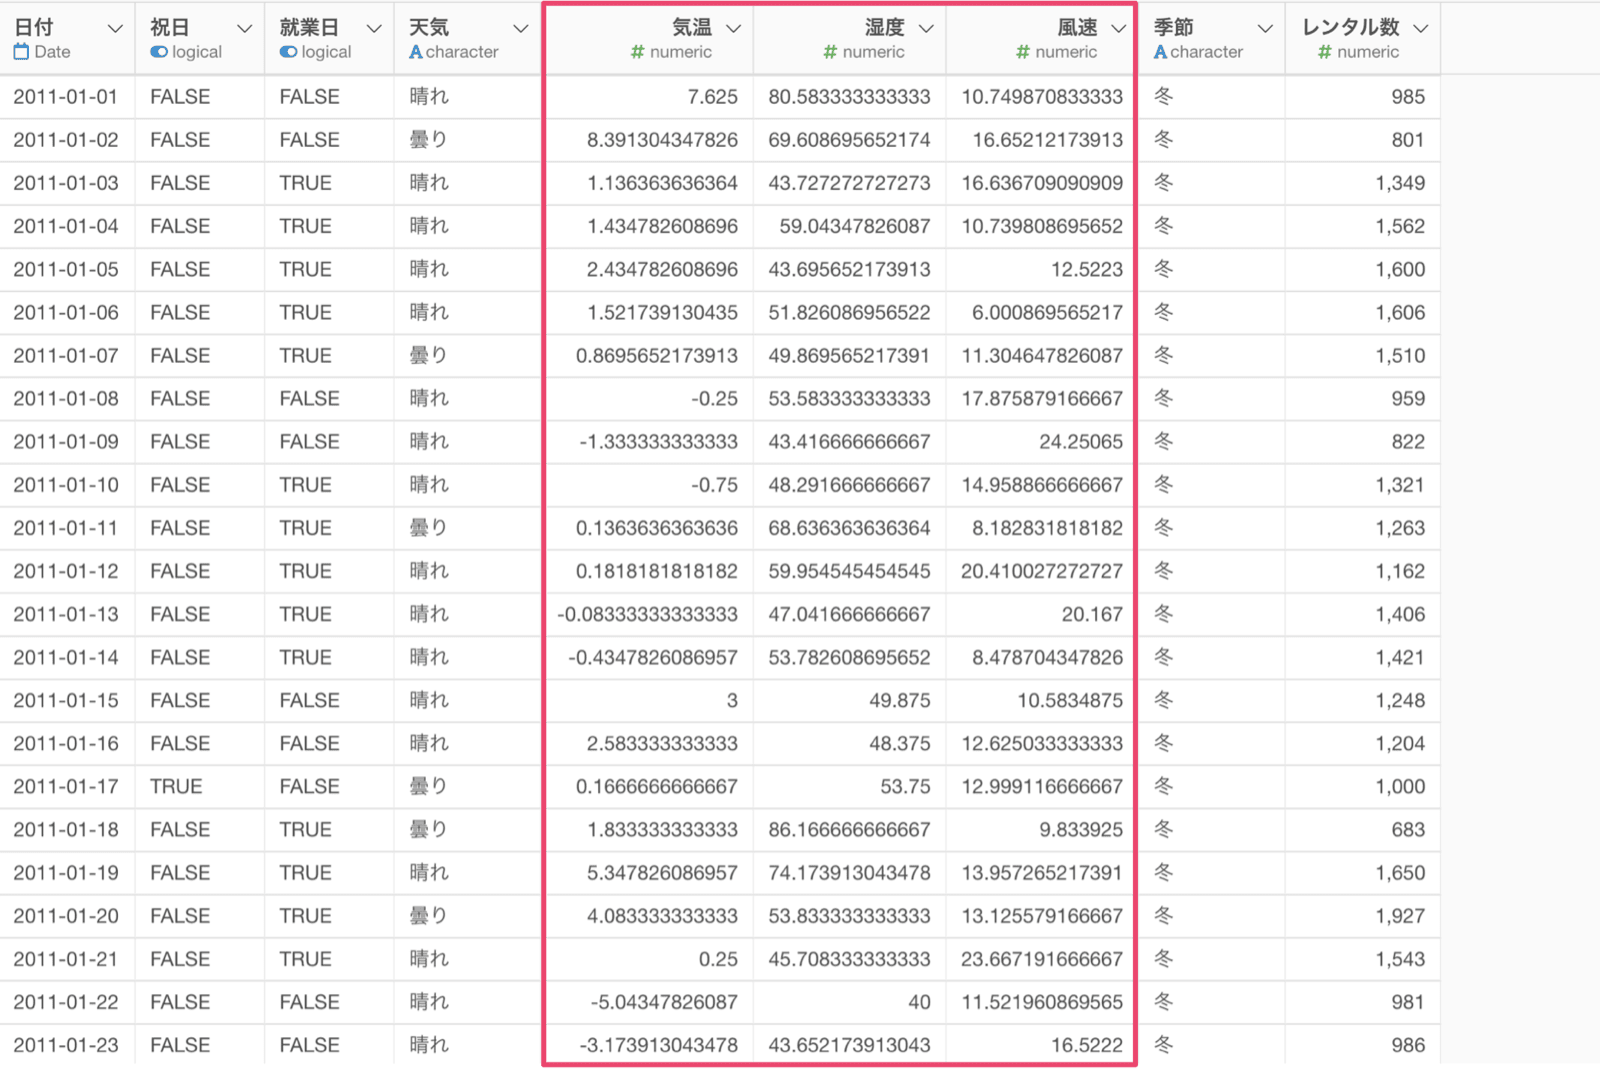 日付 祝日 就業日 天気 気温 湿度 風速 季節 レンタル数
Date logical logical character numeric numeric numeric character numeric
2011-01-01 FALSE FALSE 晴れ 7.625 80.583333333333 10.749870833333 冬 985
2011-01-02 FALSE FALSE 曇り 8.391304347826 69.608695652174 16.65212173913 冬 801
2011-01-03 FALSE TRUE 晴れ 1.136363636364 43.727272727273 16.636709090909 冬 1,349
2011-01-04 FALSE TRUE 晴れ 1.434782608696 59.04347826087 10.739808695652 冬 1,562
2011-01-05 FALSE TRUE 晴れ 2.434782608696 43.695652173913 12.5223 冬 1,600
2011-01-06 FALSE TRUE 晴れ 1.521739130435 51.826086956522 6.000869565217 冬 1,606
2011-01-07 FALSE TRUE 曇り 0.8695652173913 49.869565217391 11.304647826087 冬 1,510
2011-01-08 FALSE FALSE 晴れ -0.25 53.583333333333 17.875879166667 冬 959
2011-01-09 FALSE FALSE 晴れ -1.333333333333 43.416666666667 24.25065 冬 822
2011-01-10 FALSE TRUE 晴れ -0.75 48.291666666667 14.958866666667 冬 1,321
2011-01-11 FALSE TRUE 曇り 0.1363636363636 68.636363636364 8.182831818182 冬 1,263
2011-01-12 FALSE TRUE 晴れ 0.1818181818182 59.954545454545 20.410027272727 冬 1,162
2011-01-13 FALSE TRUE 晴れ -0.08333333333333 47.041666666667 20.167 冬 1,406
2011-01-14 FALSE TRUE 晴れ -0.4347826086957 53.782608695652 8.478704347826 冬 1,421
2011-01-15 FALSE FALSE 晴れ 3 49.875 10.5834875 冬 1,248
2011-01-16 FALSE FALSE 晴れ 2.583333333333 48.375 12.625033333333 冬 1,204
2011-01-17 TRUE FALSE 曇り 0.1666666666667 53.75 12.999116666667 冬 1,000
2011-01-18 FALSE TRUE 曇り 1.833333333333 86.166666666667 9.833925 冬 683
2011-01-19 FALSE TRUE 晴れ 5.347826086957 74.173913043478 13.957265217391 冬 1,650
2011-01-20 FALSE TRUE 曇り 4.083333333333 53.833333333333 13.125579166667 冬 1,927
2011-01-21 FALSE TRUE 晴れ 0.25 45.708333333333 23.667191666667 冬 1,543
2011-01-22 FALSE FALSE 晴れ -5.04347826087 40 11.521960869565 冬 981
2011-01-23 FALSE FALSE 晴れ -3.173913043478 43.652173913043 16.5222 冬 986